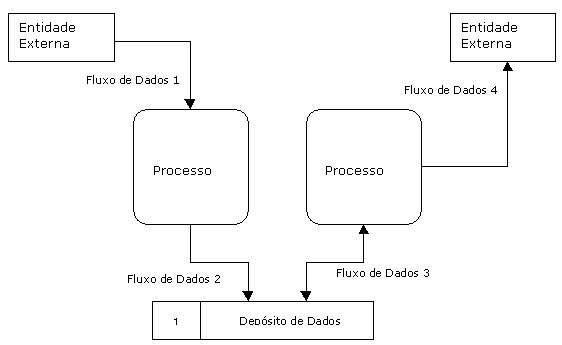 Entidade
Externa
Entidade
Externa
Fluxo de Dados 1
Fluxo de Dados 4
Processo
Processo
Fluxo de Dados 2
Fluxo de Dados 3
1
Depósito de Dados